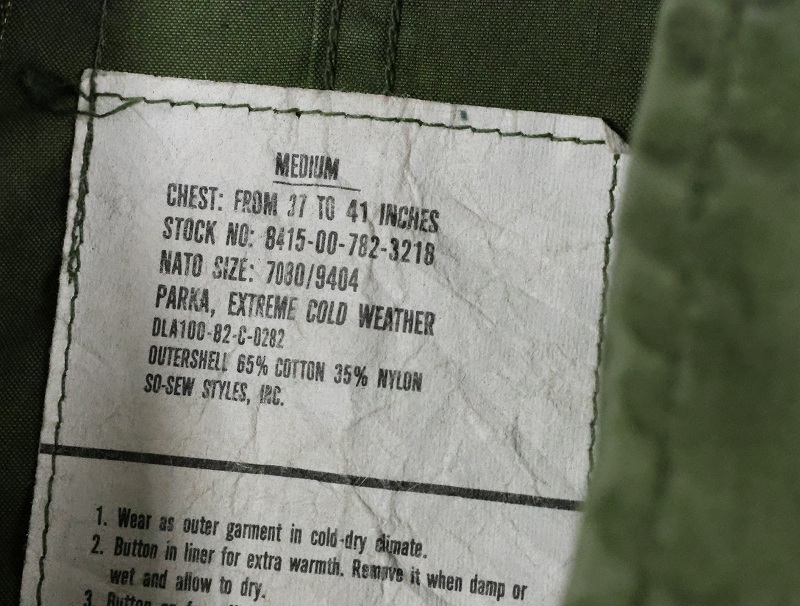 MEDIUM
CHEST: FROM 37 TO 41 INCHES
STOCK NO: 8415-00-782-3218
NATO SIZE: 7080/9404
PARKA, EXTREME COLD WEATHER
DLA100-82-C-0282
OUTERSHELL 65% COTTON 35% NYLON
SO-SEW STYLES, INC.
1. Wear as outer garment in cold-dry climate.
2. Button in liner for extra warmth. Remove it when damp or
wet and allow to dry.
3. Button